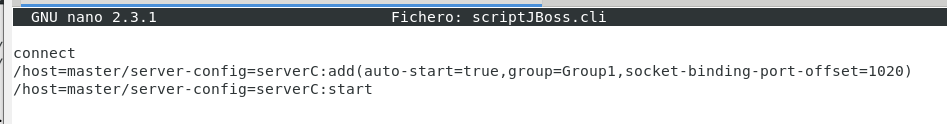 GNU nano 2.3.1 Fichero: scriptJBoss.cli
connect
/host=master/server-config=serverC:add(auto-start=true,group=Group1,socket-binding-port-offset=1020)
/host=master/server-config=serverC:start